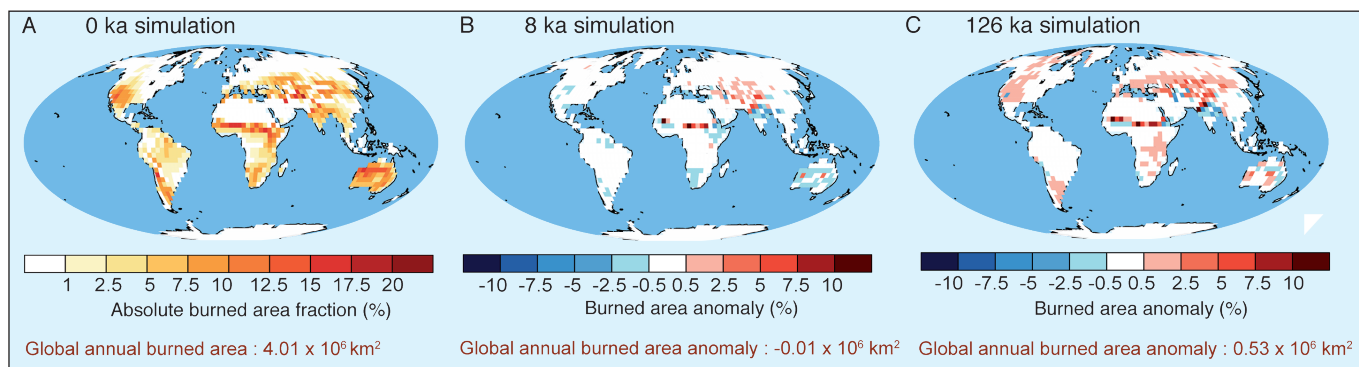 A 0 ka simulation
B 8 ka simulation
C 126 ka simulation
1 2.5 5 7.5 10 12.5 15 17.5 20
Absolute burned area fraction (%)
-10 -7.5 -5 -2.5 -0.5 0.5 2.5 5 7.5 10
Burned area anomaly (%)
-10 -7.5 -5 -2.5 -0.5 0.5 2.5 5 7.5 10
Burned area anomaly (%)
Global annual burned area : 4.01 x 10⁶ km²
Global annual burned area anomaly : -0.01 x 10⁶ km²
Global annual burned area anomaly : 0.53 x 10⁶ km²